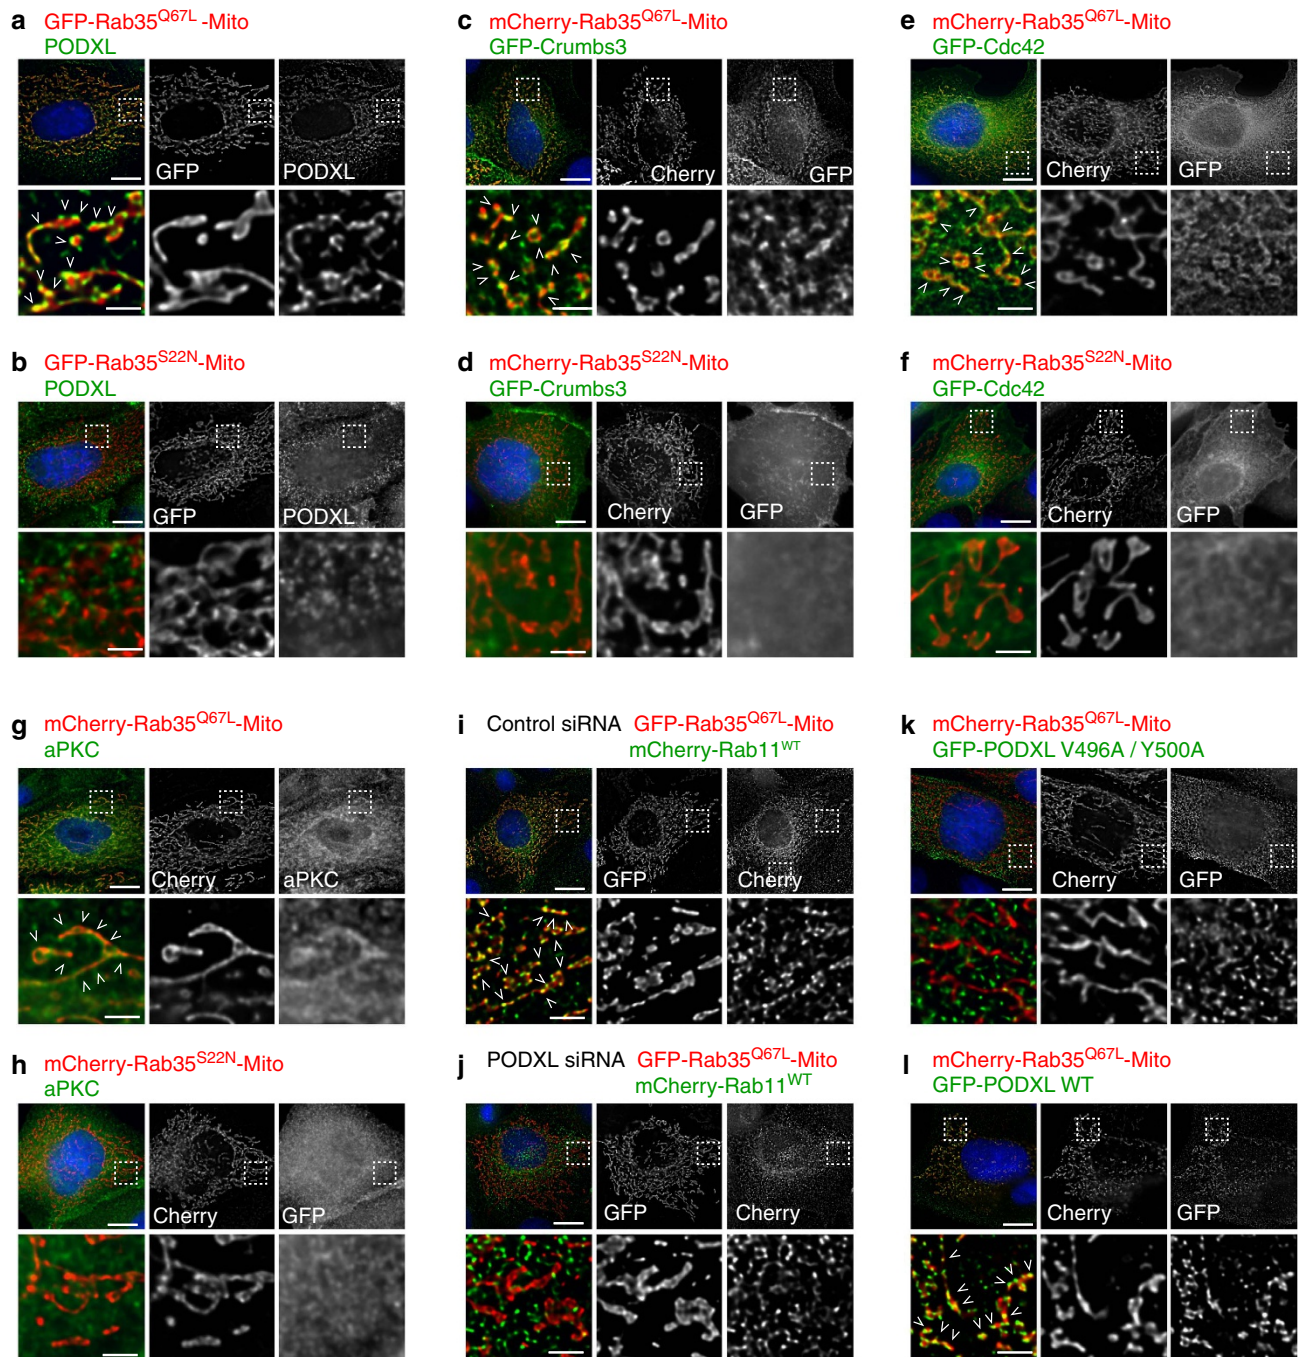 a GFP-Rab35Q67L-Mito
PODXL
GFP
PODXL
c mCherry-Rab35Q67L-Mito
GFP-Crumbs3
Cherry
GFP
e mCherry-Rab35Q67L-Mito
GFP-Cdc42
Cherry
GFP
b GFP-Rab35S22N-Mito
PODXL
GFP
PODXL
d mCherry-Rab35S22N-Mito
GFP-Crumbs3
Cherry
GFP
f mCherry-Rab35S22N-Mito
GFP-Cdc42
Cherry
GFP
g mCherry-Rab35Q67L-Mito
aPKC
Cherry
aPKC
i Control siRNA GFP-Rab35Q67L-Mito
mCherry-Rab11WT
GFP
Cherry
k mCherry-Rab35Q67L-Mito
GFP-PODXL V496A / Y500A
Cherry
GFP
h mCherry-Rab35S22N-Mito
aPKC
Cherry
GFP
j PODXL siRNA GFP-Rab35Q67L-Mito
mCherry-Rab11WT
GFP
Cherry
l mCherry-Rab35Q67L-Mito
GFP-PODXL WT
Cherry
GFP